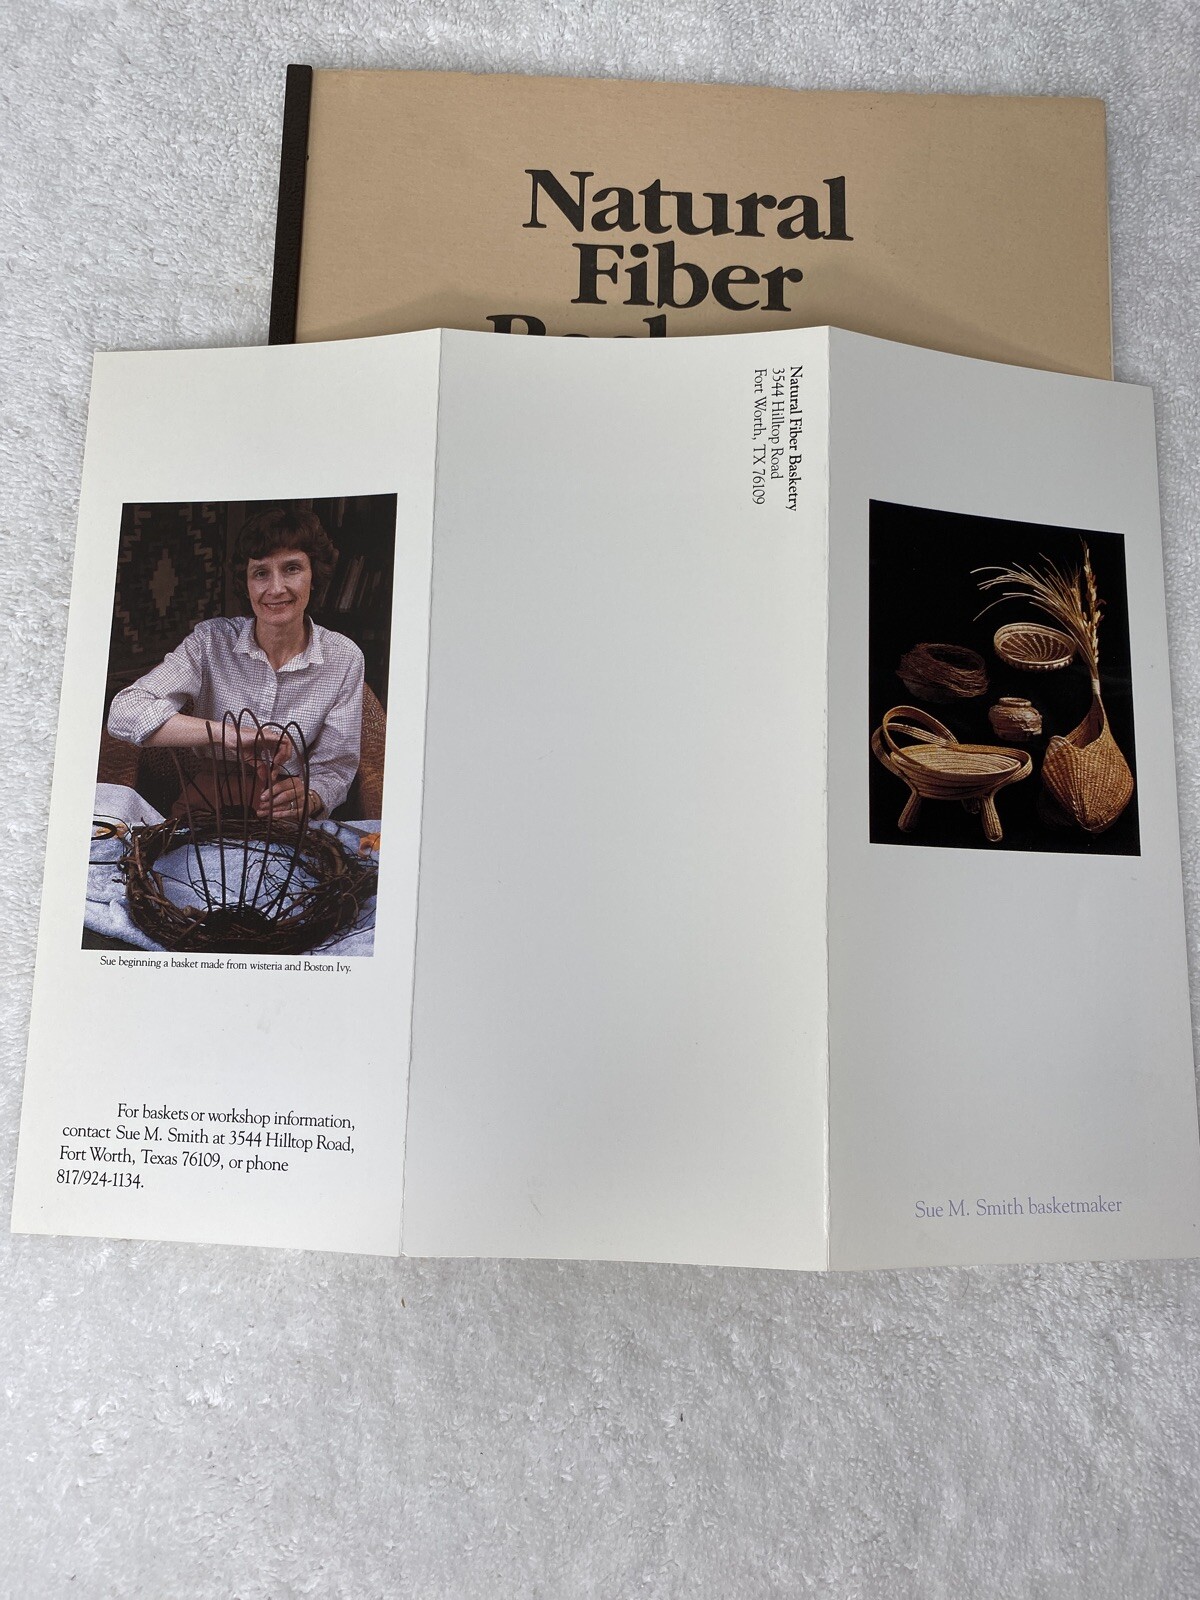 Natural
Fiber
Natural Fiber Basketry
3544 Hilltop Road
Fort Worth, TX 76109
Sue beginning a basket made from wisteria and Boston Ivy.
For baskets or workshop information,
contact Sue M. Smith at 3544 Hilltop Road,
Fort Worth, Texas 76109, or phone
817/924-1134.
Sue M. Smith basketmaker